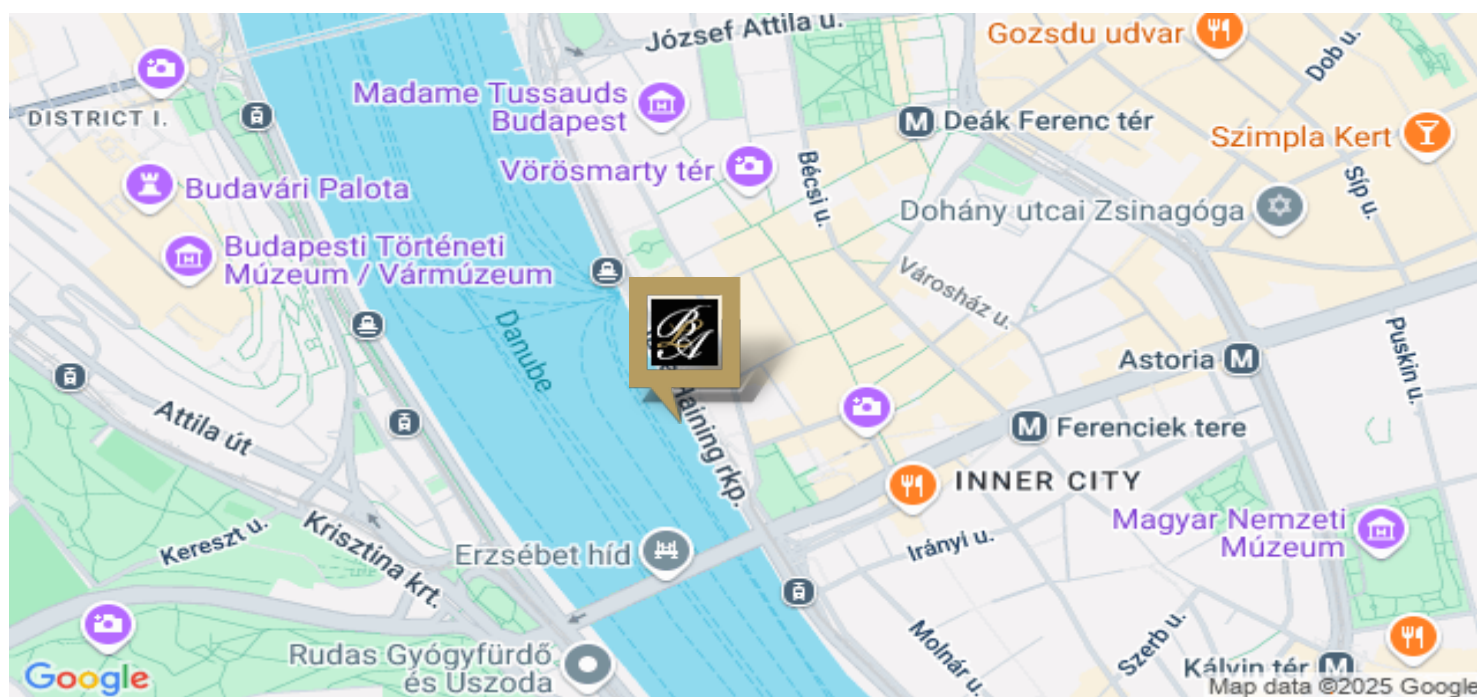 József Attila u.
Gozsdu udvar
Dob u.
Madame Tussauds
Budapest
DISTRICT I.
M Deák Ferenc tér
Szimpla Kert
Vörösmarty tér
Bécsi u.
Budavári Palota
Síp u.
Dohány utcai Zsinagóga
Budapesti Történeti
Múzeum / Vármúzeum
Városház u.
Danube
BLA
Puskin u.
Astoria M
Haining rkp.
Attila út
M Ferenciek tere
INNER CITY
Magyar Nemzeti
Múzeum
Kereszt u.
Krisztina krt.
Erzsébet híd
Irányi u.
Molnár u.
Szerb u.
Rudas Gyógyfürdő
és Uszoda
Kálvin tér M
Google
Map data ©2025 Google